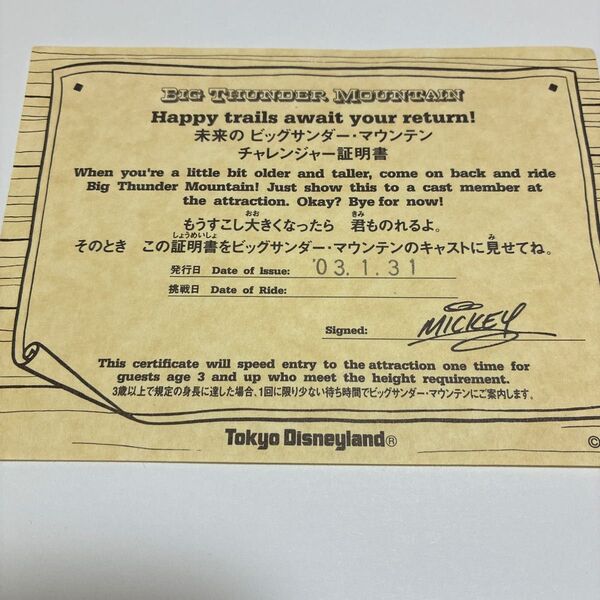 BIG THUNDER MOUNTAIN
Happy trails await your return!
未来の ビッグサンダー・マウンテン
チャレンジャー証明書
When you're a little bit older and taller, come on back and ride
Big Thunder Mountain! Just show this to a cast member at
the attraction. Okay? Bye for now!
もうすこし大きくなったら 君ものれるよ。
そのとき この証明書をビッグサンダー・マウンテンのキャストに見せてね。
発行日 Date of Issue: '03.1.31
挑戦日 Date of Ride:
Signed: MICKEY
This certificate will speed entry to the attraction one time for
guests age 3 and up who meet the height requirement.
3歳以上で規定の身長に達した場合、1回に限り少ない待ち時間でビッグサンダー・マウンテンにご案内します。
Tokyo Disneyland®
©